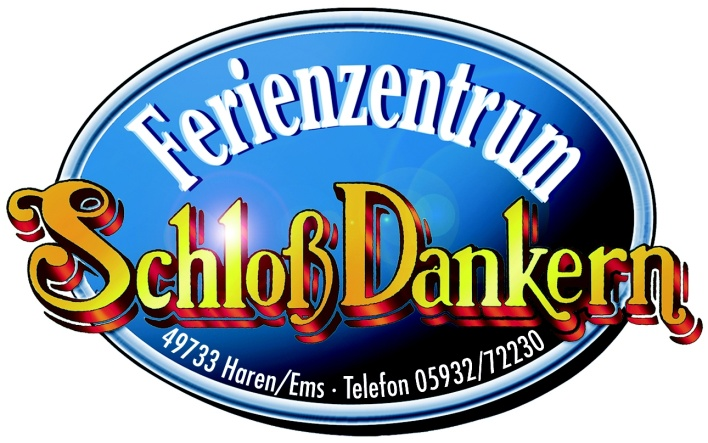 Ferienzentrum
Schloß Dankern
49733 Haren/Ems · Telefon 05932/72230